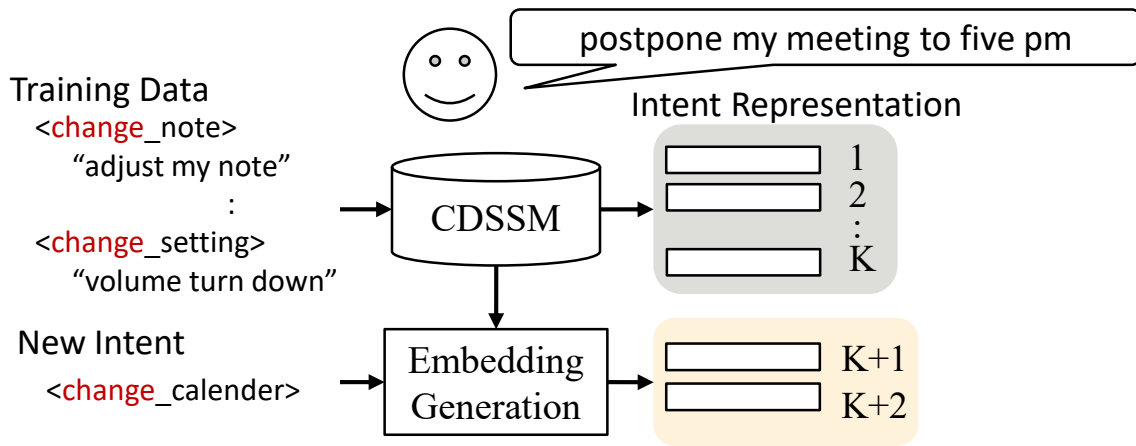 postpone my meeting to five pm
Training Data
<change_note>
“adjust my note”
:
<change_setting>
“volume turn down”
CDSSM
Intent Representation
1
2
:
K
New Intent
<change_calender>
Embedding
Generation
K+1
K+2